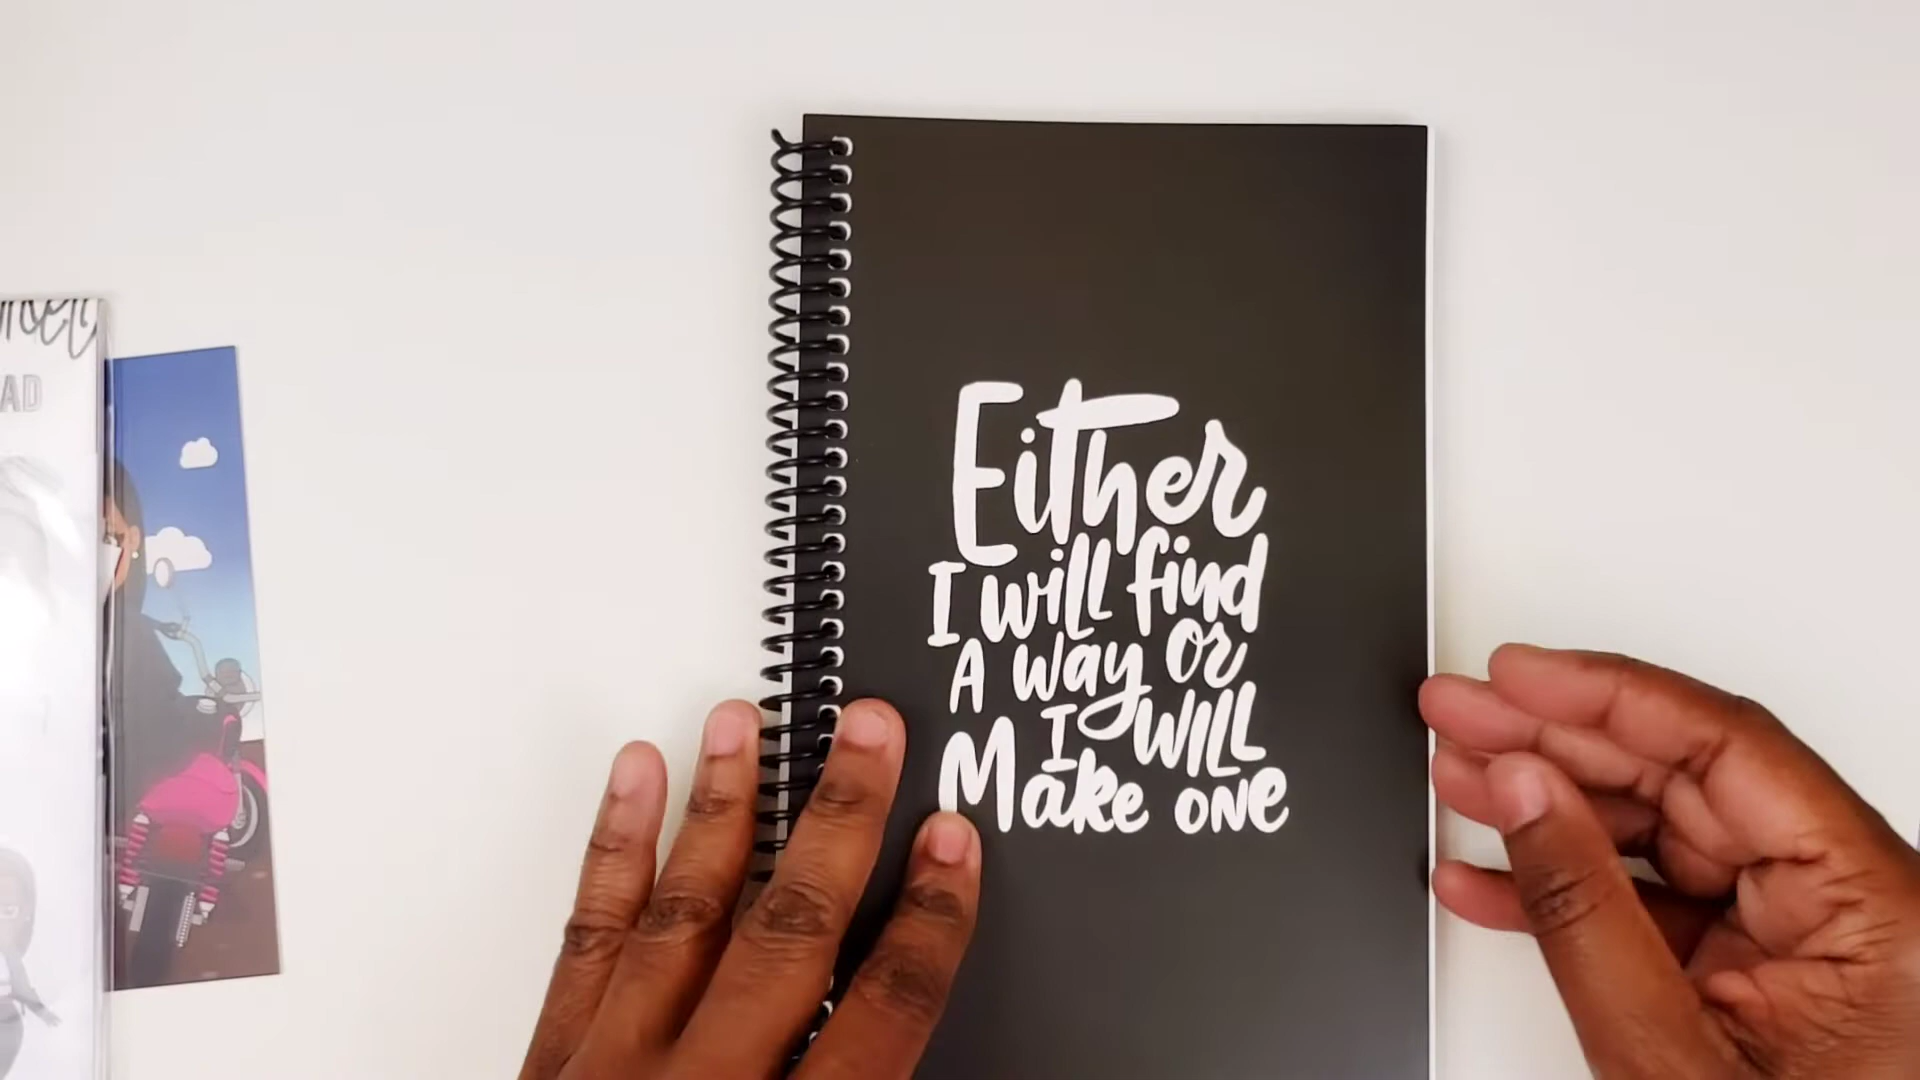 AD
Either
I will find
A way or
I WILL
Make one